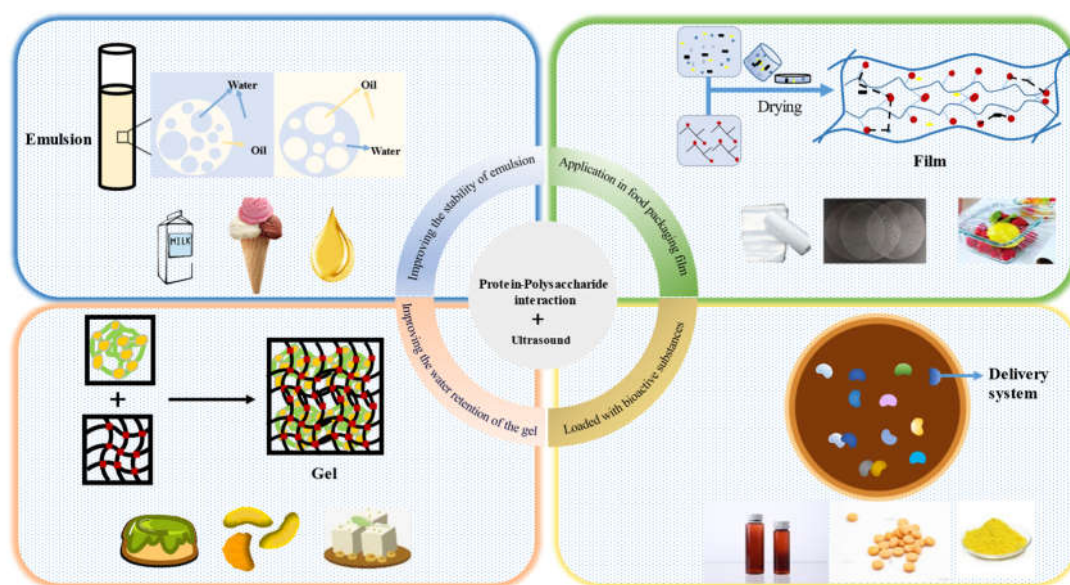 Emulsion
Water
Oil
Oil
Water
MILK
Drying
Film
Improving the stability of emulsion
Application in food packaging film
Protein-Polysaccharide
interaction
+
Ultrasound
Improving the water retention of the gel
Loaded with bioactive substances
+
Gel
Delivery
system